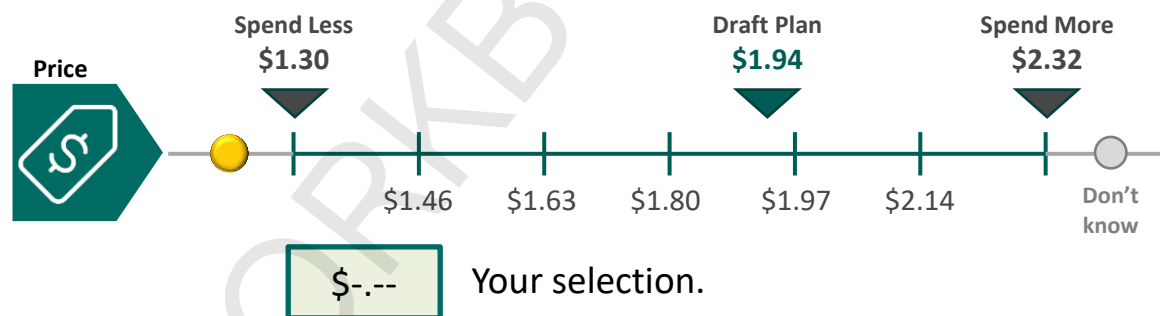 Spend Less
Draft Plan
Spend More
$1.30
$1.94
$2.32
Price
$
$1.46
$1.63
$1.80
$1.97
$2.14
Don't
know
$-.--
Your selection.
ORKB